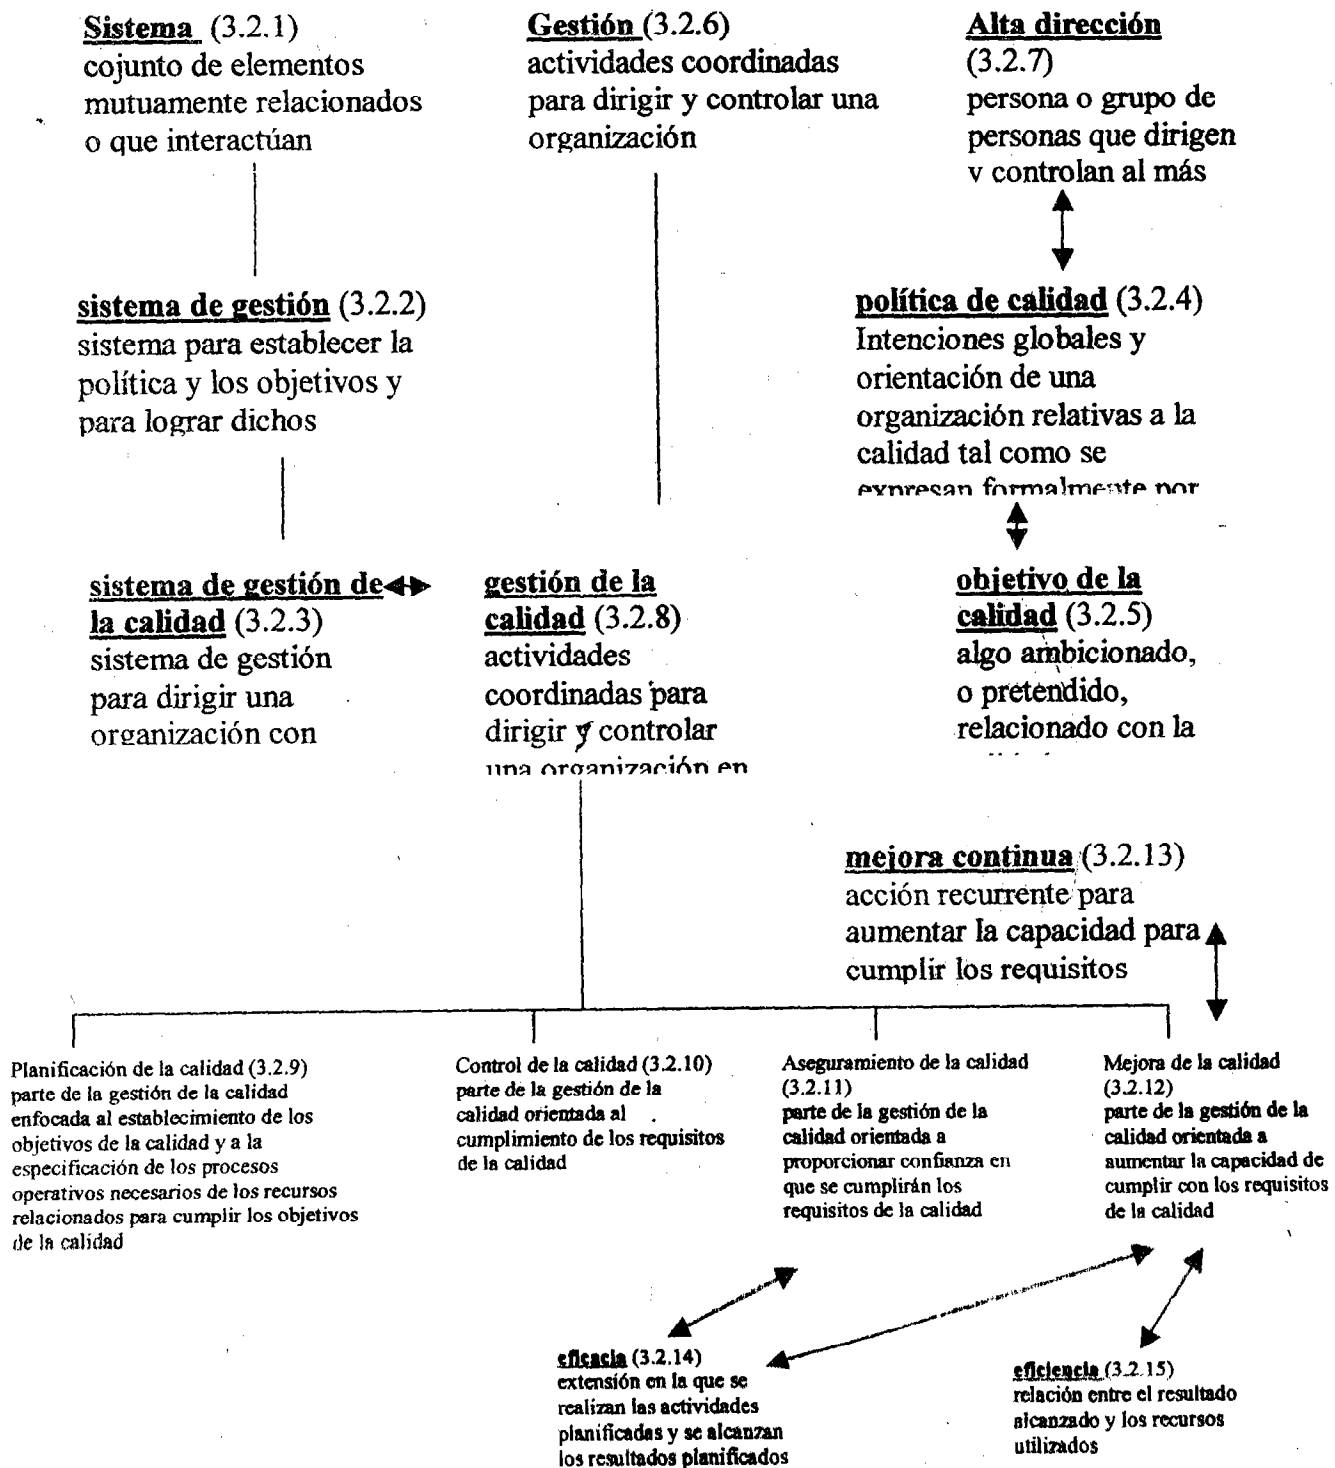 Sistema (3.2.1)
cojunto de elementos
mutuamente relacionados
o que interactúan
Gestión (3.2.6)
actividades coordinadas
para dirigir y controlar una
organización
Alta dirección
(3.2.7)
persona o grupo de
personas que dirigen
y controlan al más
sistema de gestión (3.2.2)
sistema para establecer la
política y los objetivos y
para lograr dichos
política de calidad (3.2.4)
Intenciones globales y
orientación de una
organización relativas a la
calidad tal como se
expresan formalmente por
sistema de gestión de
la calidad (3.2.3)
sistema de gestión
para dirigir una
organización con
gestión de la
calidad (3.2.8)
actividades
coordinadas para
dirigir y controlar
una organización en
objetivo de la
calidad (3.2.5)
algo ambicionado,
o pretendido,
relacionado con la
mejora continua (3.2.13)
acción recurrente para
aumentar la capacidad para
cumplir los requisitos
Planificación de la calidad (3.2.9)
parte de la gestión de la calidad
enfocada al establecimiento de los
objetivos de la calidad y a la
especificación de los procesos
operativos necesarios de los recursos
relacionados para cumplir los objetivos
de la calidad
Control de la calidad (3.2.10)
parte de la gestión de la
calidad orientada al
cumplimiento de los requisitos
de la calidad
Aseguramiento de la calidad
(3.2.11)
parte de la gestión de la
calidad orientada a
proporcionar confianza en
que se cumplirán los
requisitos de la calidad
Mejora de la calidad
(3.2.12)
parte de la gestión de la
calidad orientada a
aumentar la capacidad de
cumplir con los requisitos
de la calidad
eficacia (3.2.14)
extensión en la que se
realizan las actividades
planificadas y se alcanzan
los resultados planificados
eficiencia (3.2.15)
relación entre el resultado
alcanzado y los recursos
utilizados